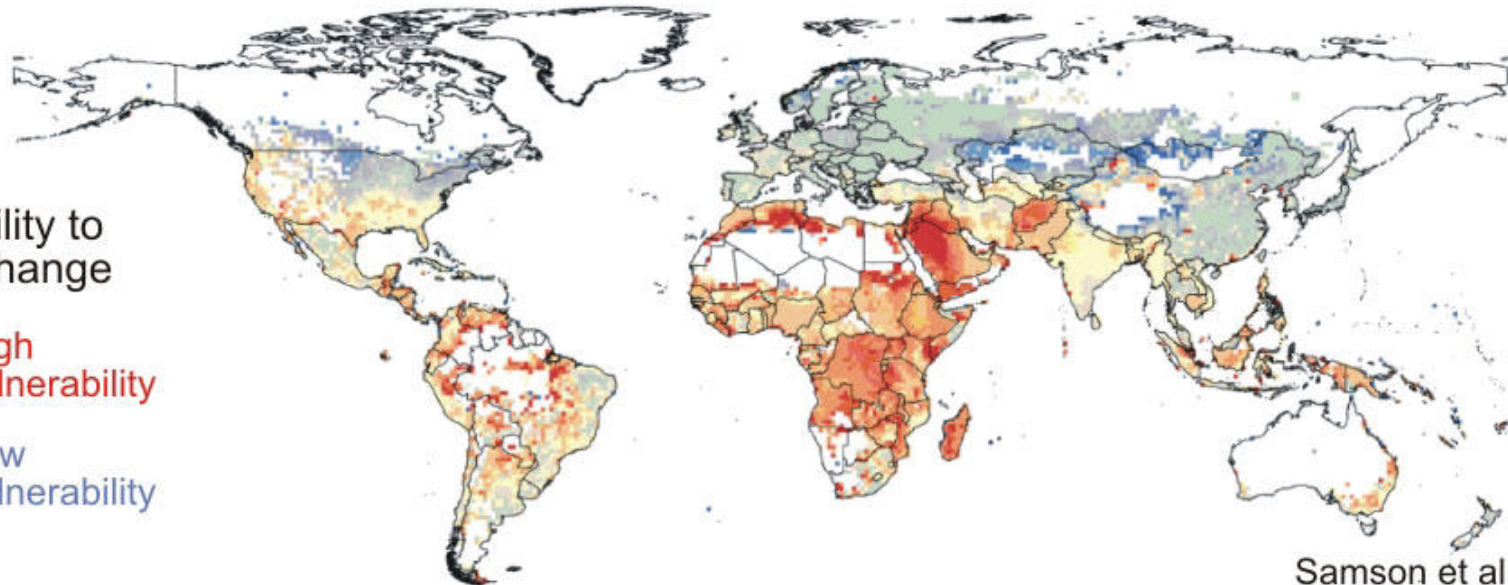 ility to
hange
gh
lnerability
w
lnerability
Samson et al